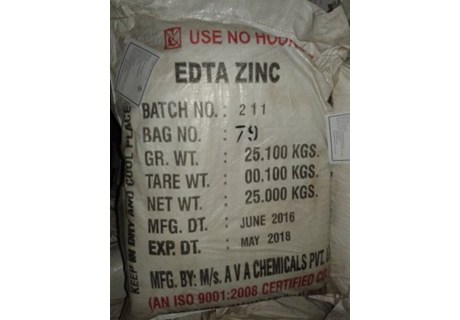 USE NO HOOKS
EDTA ZINC
BATCH NO. : 211
BAG NO. : 79
GR. WT. : 25.100 KGS.
TARE WT. : 00.100 KGS.
NET WT. : 25.000 KGS.
MFG. DT. : JUNE 2016
EXP. DT. : MAY 2018
MFG. BY: M/s. A V A CHEMICALS PVT.
(AN ISO 9001:2008 CERTIFIED
KEEP IN DRY AND COOL PLACE